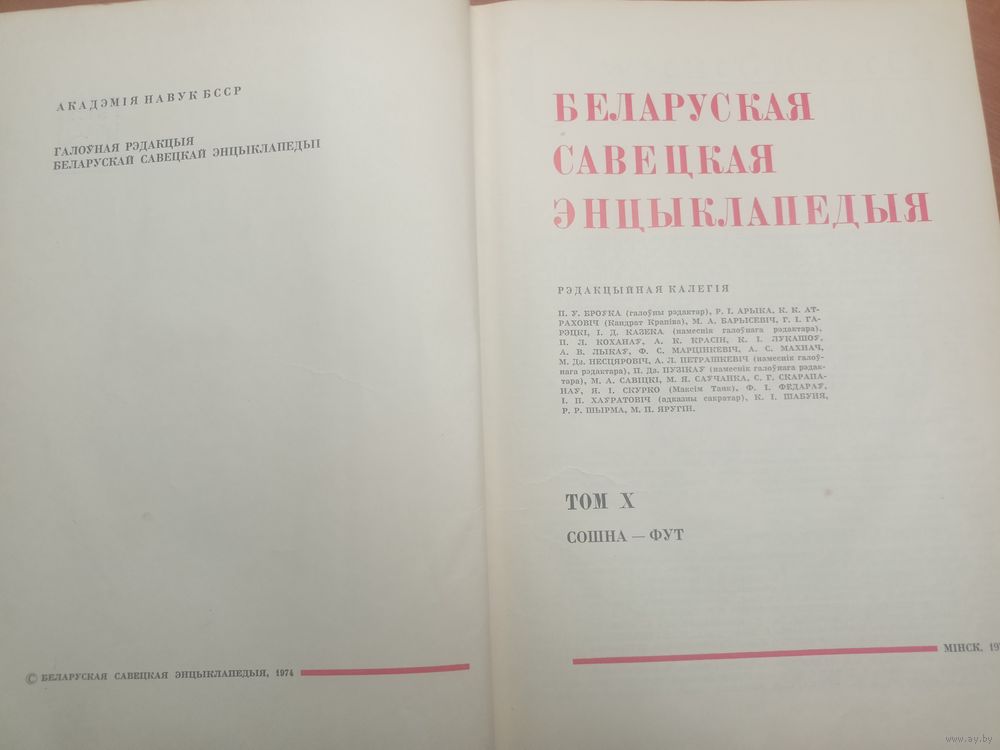 АКАДЭМІЯ НАВУК БССР
ГАЛОЎНАЯ РЭДАКЦЫЯ
БЕЛАРУСКАЙ САВЕЦКАЙ ЭНЦЫКЛАПЕДЫІ
© БЕЛАРУСКАЯ САВЕЦКАЯ ЭНЦЫКЛАПЕДЫЯ, 1974
БЕЛАРУСКАЯ
САВЕЦКАЯ
ЭНЦЫКЛАПЕДЫЯ
РЭДАКЦЫЙНАЯ КАЛЕГІЯ
П. У. БРОЎКА (галоўны рэдактар), Р. І. АРЫКА, К. К. АТ-
РАХОВІЧ (Кандрат Крапіва), М. А. БАРЫСЕВІЧ, Г. І. ГА-
РЭЦКІ, І. Д. КАЗЕКА (намеснік галоўнага рэдактара),
П. Л. КОХАНАЎ, А. К. КРАСІН, К. І. ЛУКАШОЎ,
А. В. ЛЫКАЎ, Ф. С. МАРЦІНКЕВІЧ, А. С. МАХНАЧ,
М. Дз. НЕСЦЯРОВІЧ, А. Л. ПЕТРАШКЕВІЧ (намеснік галоў-
нага рэдактара), П. Дз. ПУЗІКАЎ (намеснік галоўнага рэдак-
тара), М. А. САВІЦКІ, М. Я. САЎЧАНКА, С. Г. СКАРАПА-
НАЎ, Я. І. СКУРКО (Максім Танк), Ф. І. ФЁДАРАЎ,
І. П. ХАЎРАТОВІЧ (адказны сакратар), К. І. ШАБУНЯ,
Р. Р. ШЫРМА, М. П. ЯРУГІН.
ТОМ X
СОШНА — ФУТ
МІНСК, 197
www.ay.by